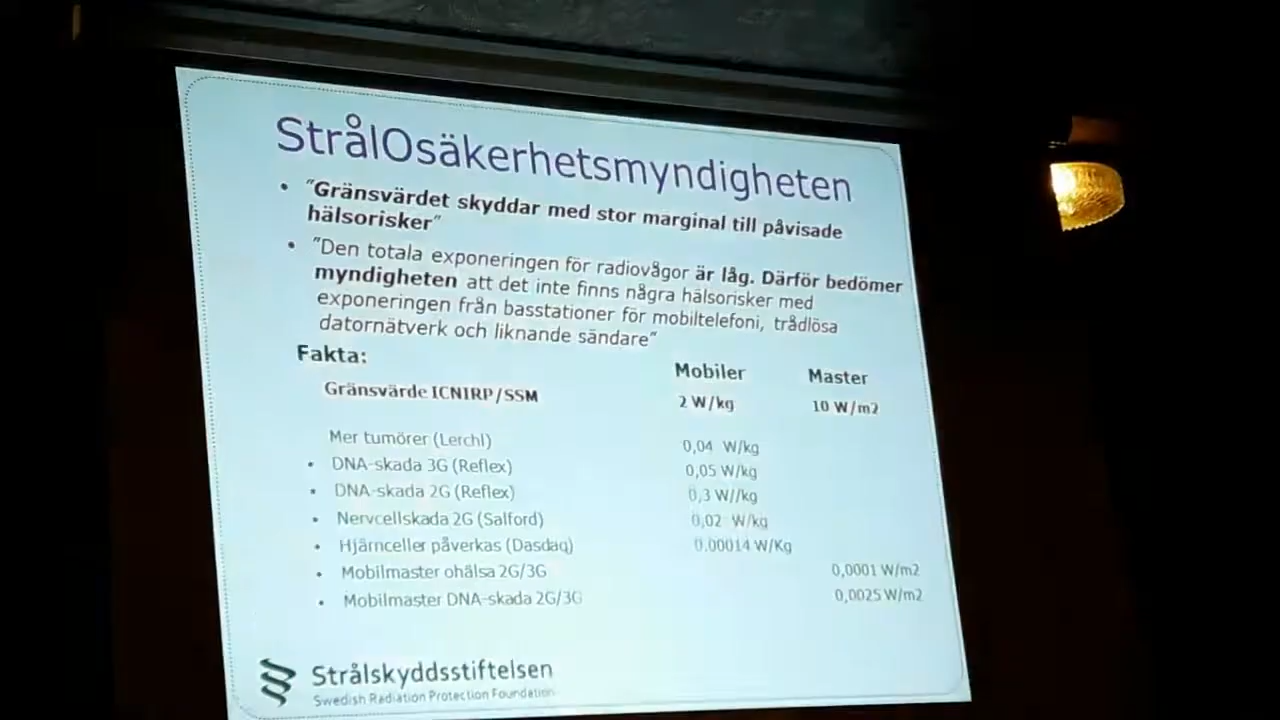 StrålOsäkerhetsmyndigheten
• "Gränsvärdet skyddar med stor marginal till påvisade
hälsorisker"
• "Den totala exponeringen för radiovågor är låg. Därför bedömer
myndigheten att det inte finns några hälsorisker med
exponeringen från basstationer för mobiltelefoni, trådlösa
datornätverk och liknande sändare"
Fakta: Mobiler Master
Gränsvärde ICNIRP/SSM 2 W/kg 10 W/m2
Mer tumörer (Lerchl) 0,04 W/kg
• DNA-skada 3G (Reflex) 0,05 W/kg
• DNA-skada 2G (Reflex) 0,3 W//kg
• Nervcellskada 2G (Salford) 0,02 W/kg
• Hjärnceller påverkas (Dasdag) 0.00014 W/Kg
• Mobilmaster ohälsa 2G/3G 0,0001 W/m2
• Mobilmaster DNA-skada 2G/3G 0,0025 W/m2
Strålskyddsstiftelsen
Swedish Radiation Protection Foundation